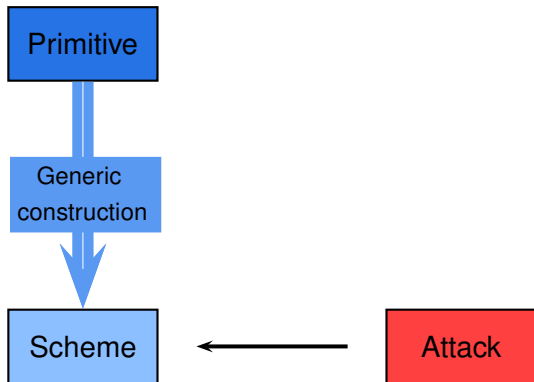 Primitive
Generic
construction
Scheme
Attack